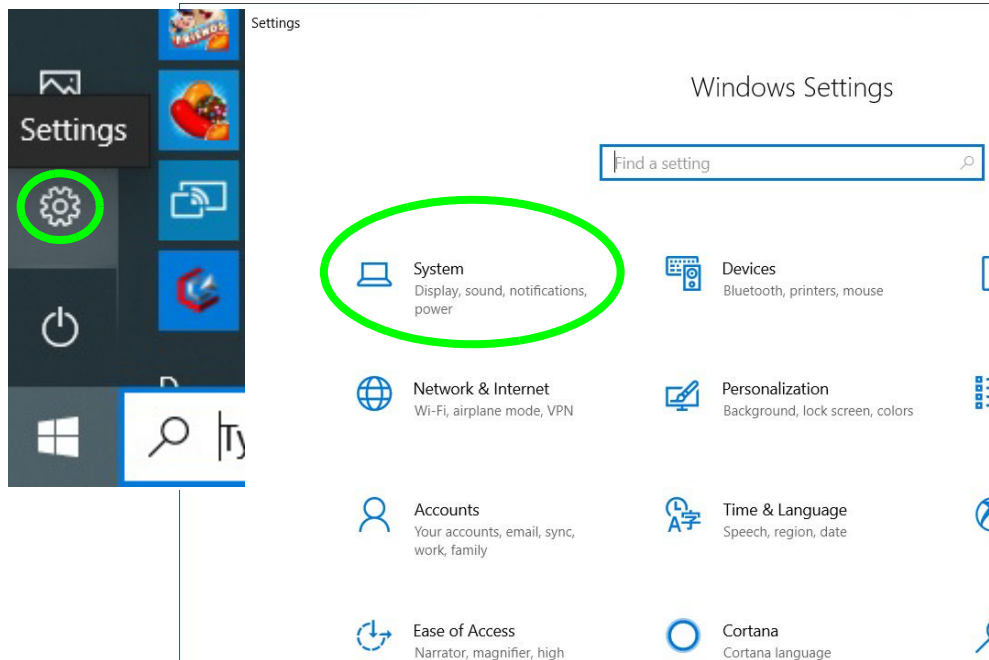 FRIENDS
Settings
Settings
Windows Settings
Find a setting
System
Display, sound, notifications,
power
Devices
Bluetooth, printers, mouse
Network & Internet
Wi-Fi, airplane mode, VPN
Personalization
Background, lock screen, colors
Accounts
Your accounts, email, sync,
work, family
Time & Language
Speech, region, date
Ease of Access
Narrator, magnifier, high
Cortana
Cortana language
Ty